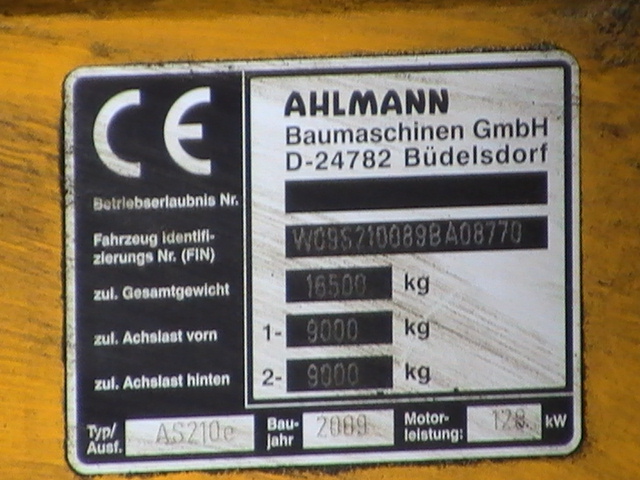 CE
AHLMANN
Baumaschinen GmbH
D-24782 Büdelsdorf
Betriebserlaubnis Nr.
Fahrzeug Identifi-
zierungs Nr. (FIN) W09S210089BA08770
zul. Gesamtgewicht 16500 kg
zul. Achslast vorn 1- 9000 kg
zul. Achslast hinten 2- 9000 kg
Typ/
Ausf. AS210e
Bau-
jahr 2009
Motor-
leistung: 128 kW